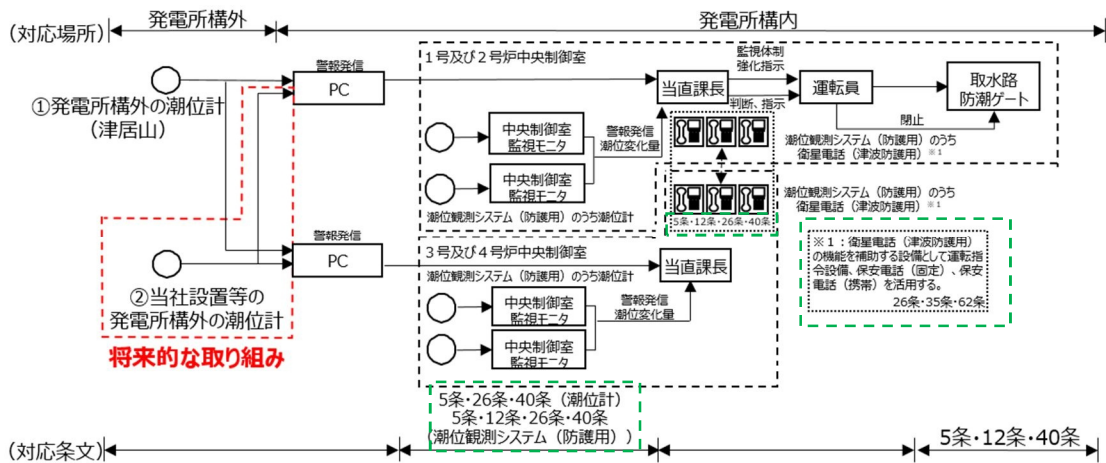 (対応場所)
発電所構外
発電所構内
①発電所構外の潮位計
(津居山)
警報発信
PC
1号及び2号炉中央制御室
中央制御室
監視モニタ
中央制御室
監視モニタ
警報発信
潮位変化量
潮位観測システム(防護用)のうち潮位計
当直課長
監視体制
強化指示
判断、指示
運転員
閉止
取水路
防潮ゲート
潮位観測システム(防護用)のうち
衛星電話(津波防護用)※1
潮位観測システム(防護用)のうち
衛星電話(津波防護用)※1
5条・12条・26条・40条
②当社設置等の
発電所構外の潮位計
将来的な取り組み
警報発信
PC
3号及び4号炉中央制御室
潮位観測システム(防護用)のうち潮位計
中央制御室
監視モニタ
中央制御室
監視モニタ
警報発信
潮位変化量
当直課長
※1:衛星電話(津波防護用)
の機能を補助する設備として運転指
令設備、保安電話(固定)、保安
電話(携帯)を活用する。
26条・35条・62条
5条・26条・40条(潮位計)
5条・12条・26条・40条
(潮位観測システム(防護用))
(対応条文)
5条・12条・40条